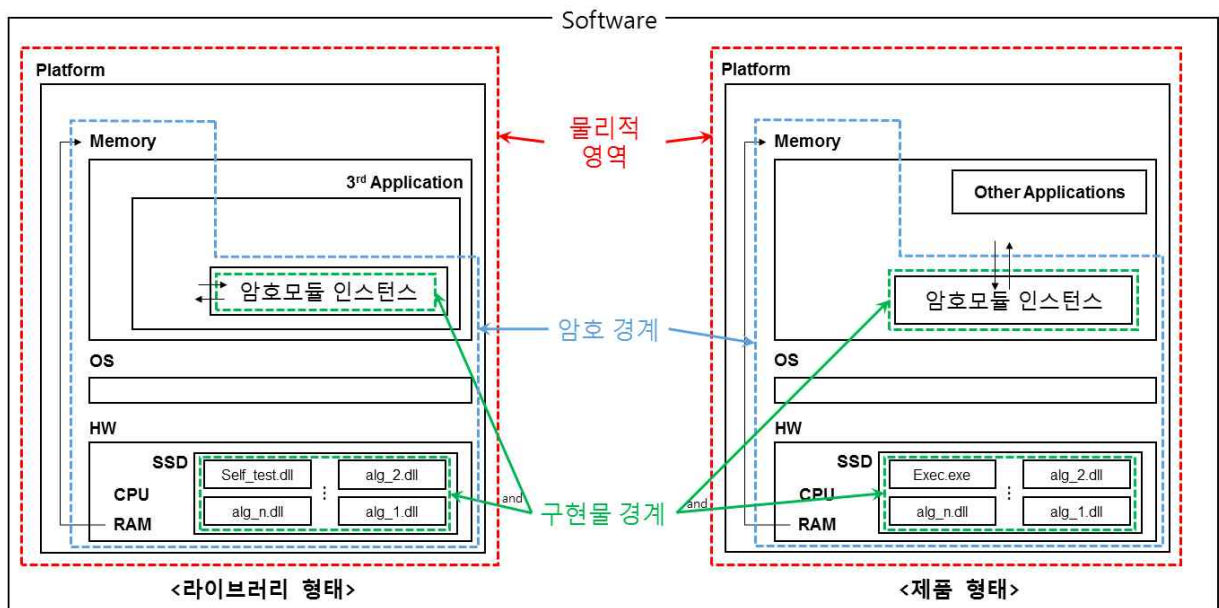 Software
Platform
Memory
3rd Application
암호모듈 인스턴스
OS
HW
SSD
Self_test.dll
alg_2.dll
⋮
CPU
alg_n.dll
alg_1.dll
RAM
<라이브러리 형태>
물리적
영역
암호 경계
and
구현물 경계
and
Platform
Memory
Other Applications
암호모듈 인스턴스
OS
HW
SSD
Exec.exe
alg_2.dll
⋮
CPU
alg_n.dll
alg_1.dll
RAM
<제품 형태>